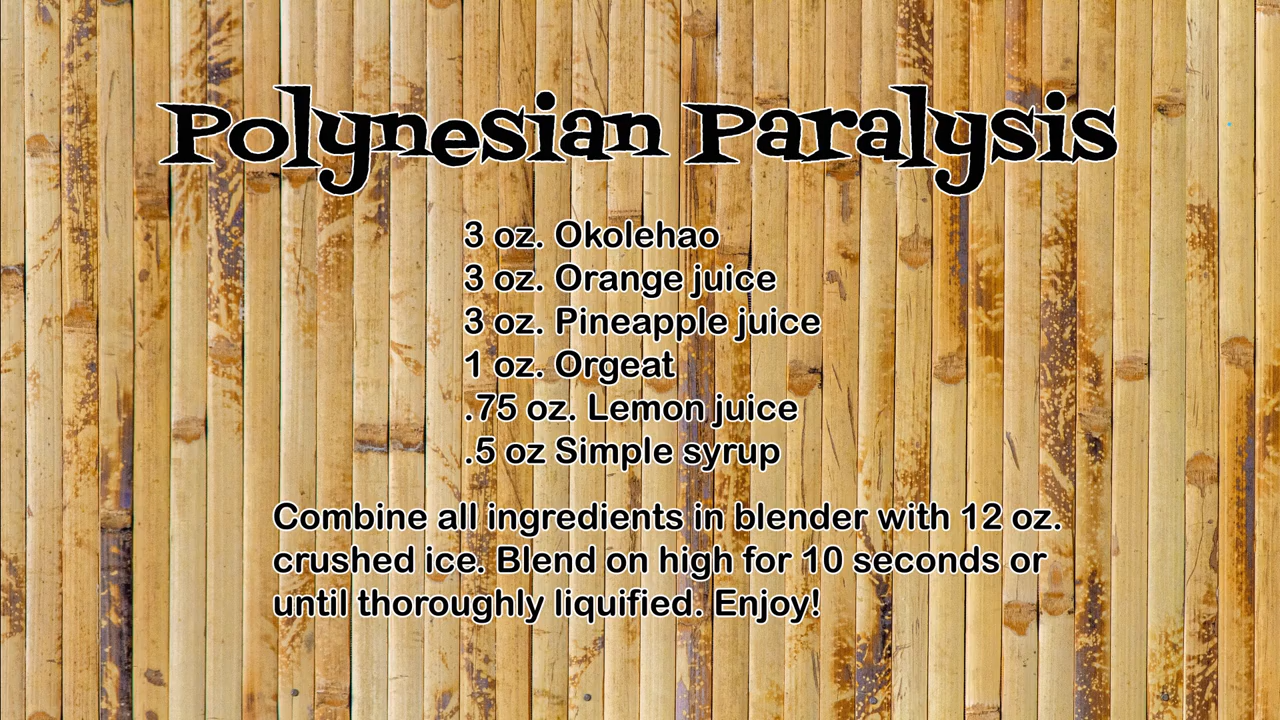 Polynesian Paralysis
3 oz. Okolehao
3 oz. Orange juice
3 oz. Pineapple juice
1 oz. Orgeat
.75 oz. Lemon juice
.5 oz Simple syrup
Combine all ingredients in blender with 12 oz.
crushed ice. Blend on high for 10 seconds or
until thoroughly liquified. Enjoy!